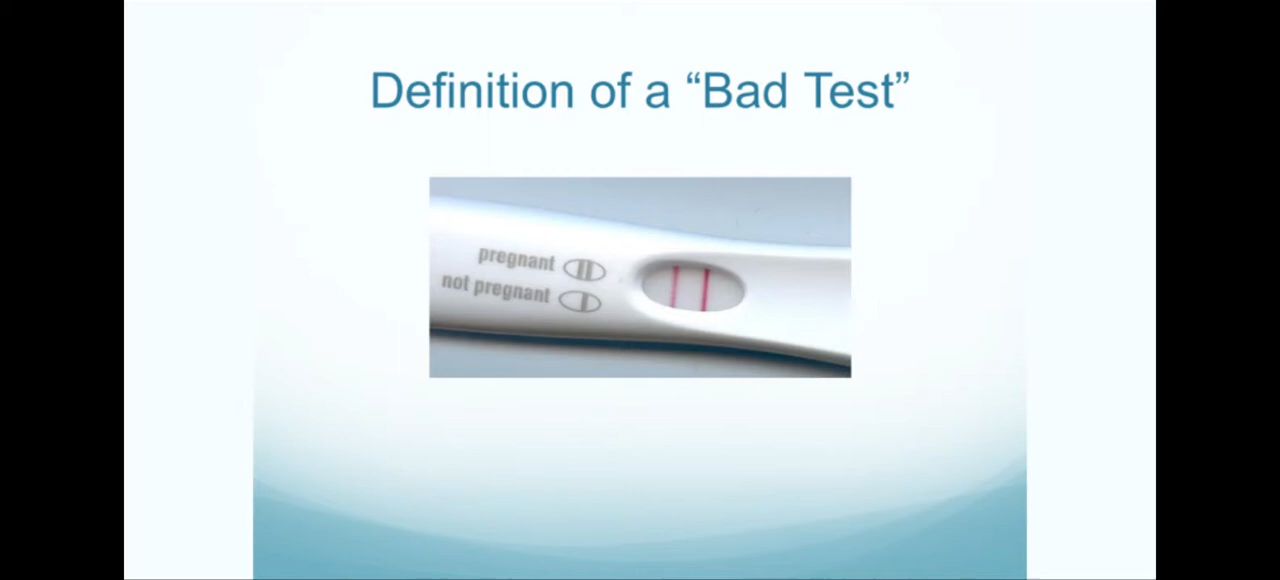 Definition of a “Bad Test”
pregnant
not pregnant